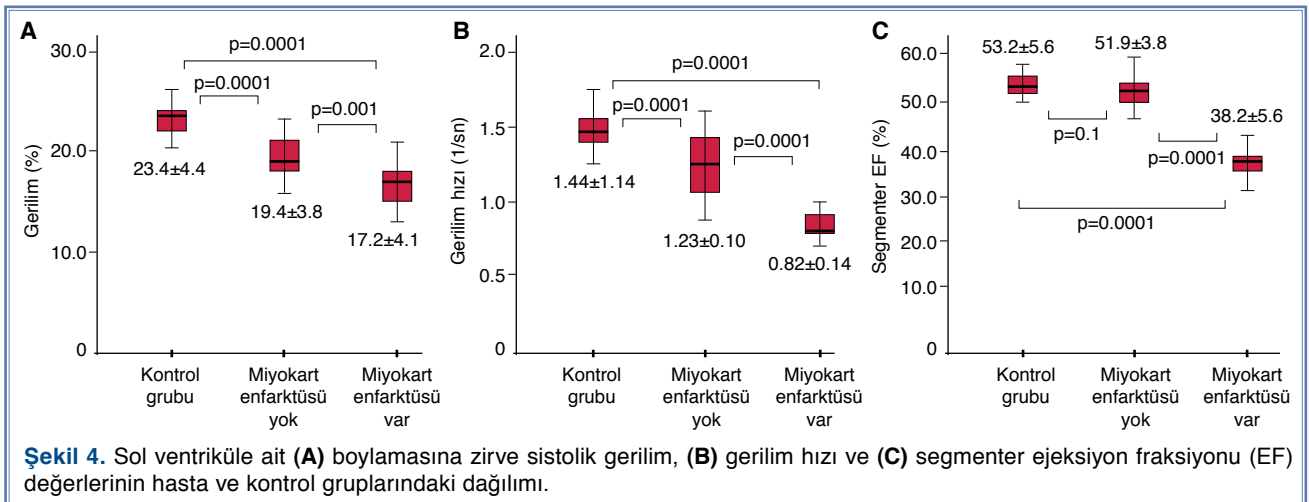 A
30.0
20.0
10.0
0
Gerilim (%)
p=0.0001
p=0.0001
p=0.001
23.4±4.4
19.4±3.8
17.2±4.1
Kontrol
grubu
Miyokart
enfarktüsü
yok
Miyokart
enfarktüsü
var
B
2.0
1.5
1.0
0.5
0
Gerilim hızı (1/sn)
p=0.0001
p=0.0001
p=0.0001
1.44±1.14
1.23±0.10
0.82±0.14
Kontrol
grubu
Miyokart
enfarktüsü
yok
Miyokart
enfarktüsü
var
C
60.0
50.0
40.0
30.0
20.0
10.0
0
Segmenter EF (%)
53.2±5.6
51.9±3.8
38.2±5.6
p=0.1
p=0.0001
p=0.0001
Kontrol
grubu
Miyokart
enfarktüsü
yok
Miyokart
enfarktüsü
var
Şekil 4. Sol ventriküle ait (A) boylamasına zirve sistolik gerilim, (B) gerilim hızı ve (C) segmenter ejeksiyon fraksiyonu (EF)
değerlerinin hasta ve kontrol gruplarındaki dağılımı.